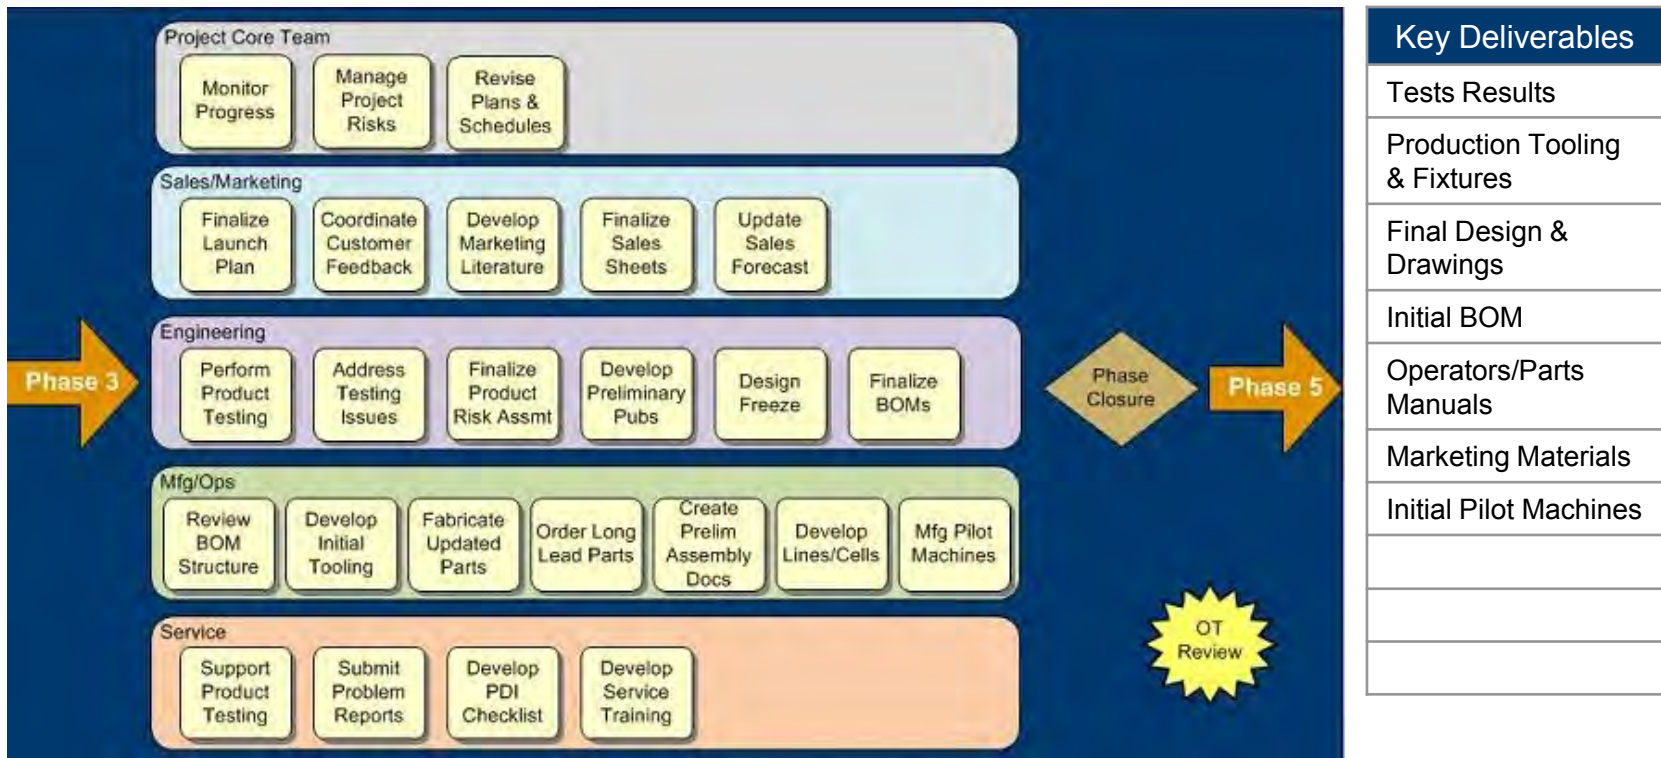 Project Core Team
Monitor
Progress
Manage
Project
Risks
Revise
Plans &
Schedules
Sales/Marketing
Finalize
Launch
Plan
Coordinate
Customer
Feedback
Develop
Marketing
Literature
Finalize
Sales
Sheets
Update
Sales
Forecast
Phase 3
Engineering
Perform
Product
Testing
Address
Testing
Issues
Finalize
Product
Risk Assmt
Develop
Preliminary
Pubs
Design
Freeze
Finalize
BOMs
Phase
Closure
Phase 5
Mfg/Ops
Review
BOM
Structure
Develop
Initial
Tooling
Fabricate
Updated
Parts
Order Long
Lead Parts
Create
Prelim
Assembly
Docs
Develop
Lines/Cells
Mfg Pilot
Machines
Service
Support
Product
Testing
Submit
Problem
Reports
Develop
PDI
Checklist
Develop
Service
Training
OT
Review
Key Deliverables
Tests Results
Production Tooling
& Fixtures
Final Design &
Drawings
Initial BOM
Operators/Parts
Manuals
Marketing Materials
Initial Pilot Machines